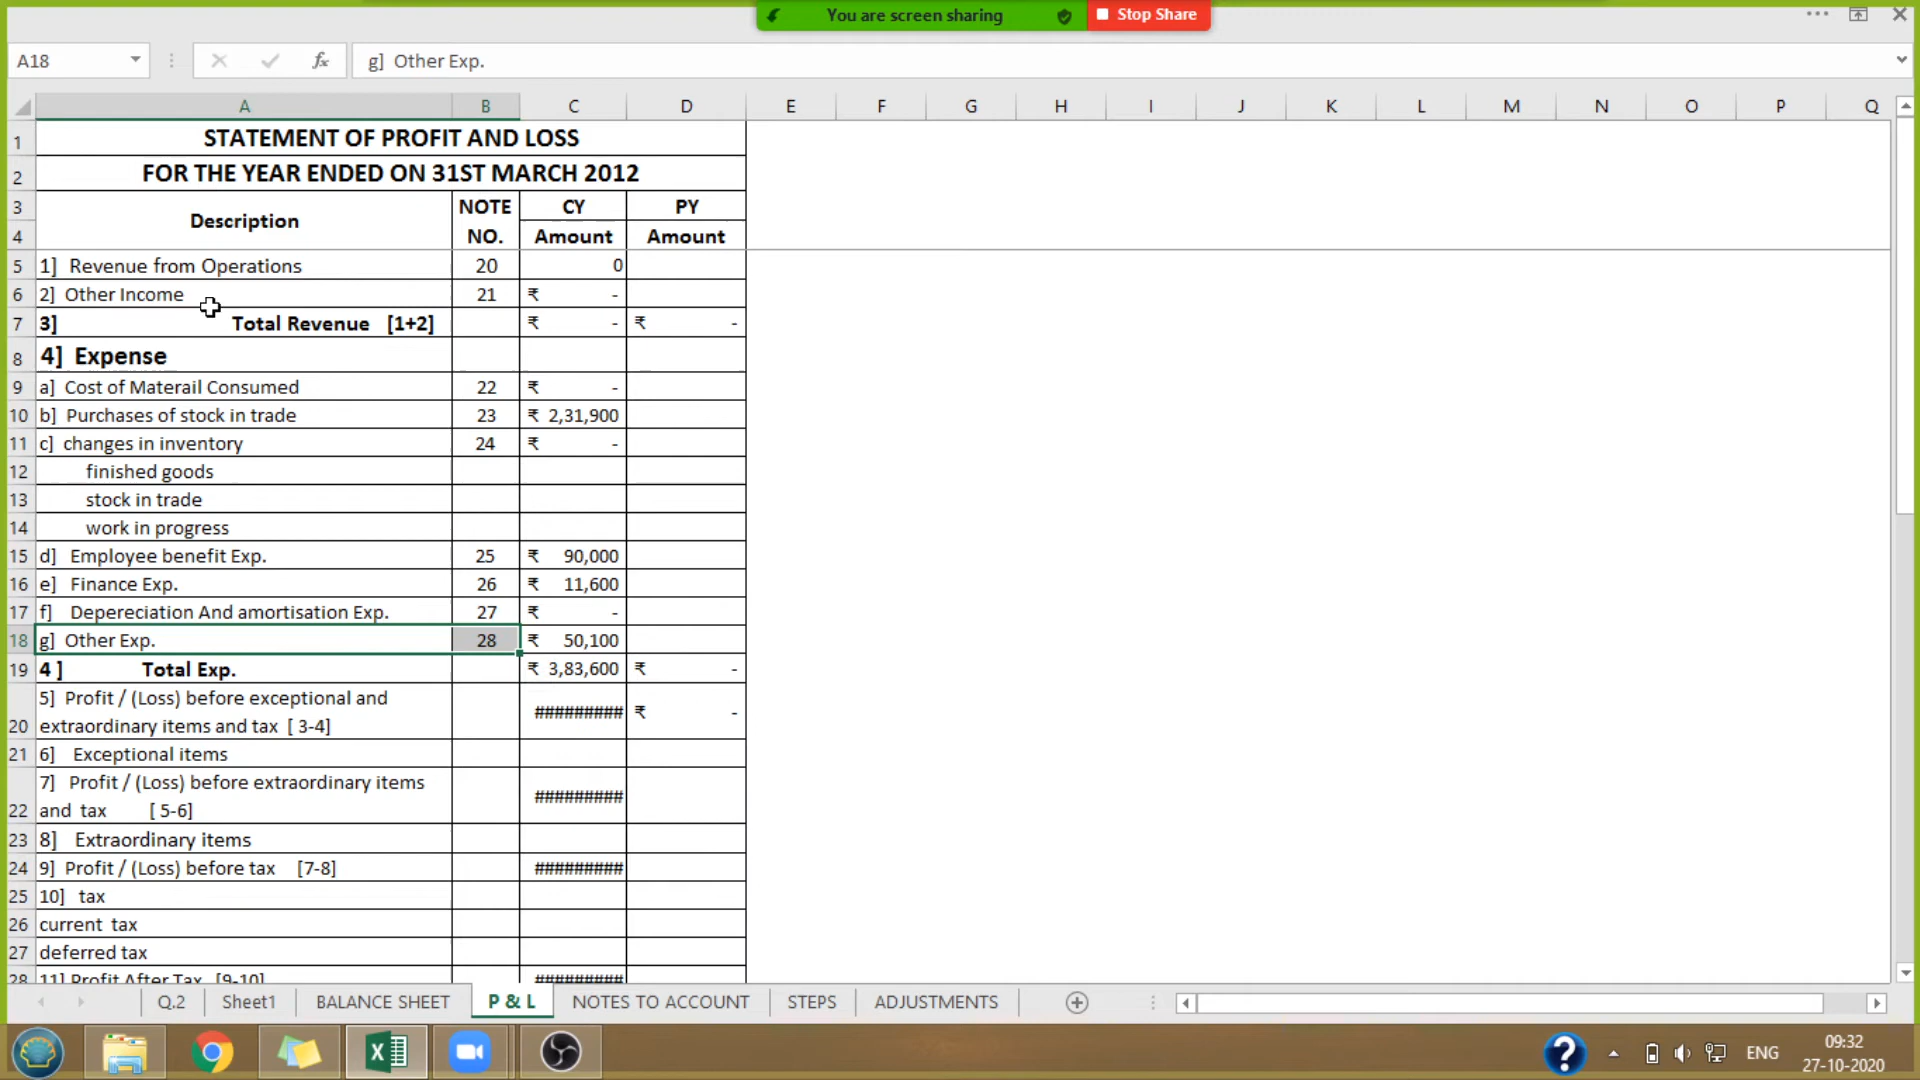 You are screen sharing Stop Share
A18 fx g] Other Exp.
A B C D E F G H I J K L M N O P Q
1 STATEMENT OF PROFIT AND LOSS
2 FOR THE YEAR ENDED ON 31ST MARCH 2012
3 Description NOTE CY PY
4 NO. Amount Amount
5 1] Revenue from Operations 20 0
6 2] Other Income 21 ₹ -
7 3] Total Revenue [1+2] ₹ - ₹ -
8 4] Expense
9 a] Cost of Materail Consumed 22 ₹ -
10 b] Purchases of stock in trade 23 ₹ 2,31,900
11 c] changes in inventory 24 ₹ -
12 finished goods
13 stock in trade
14 work in progress
15 d] Employee benefit Exp. 25 ₹ 90,000
16 e] Finance Exp. 26 ₹ 11,600
17 f] Depereciation And amortisation Exp. 27 ₹ -
18 g] Other Exp. 28 ₹ 50,100
19 4 ] Total Exp. ₹ 3,83,600 ₹ -
5] Profit / (Loss) before exceptional and
20 extraordinary items and tax [ 3-4] ######### ₹ -
21 6] Exceptional items
7] Profit / (Loss) before extraordinary items
22 and tax [ 5-6] #########
23 8] Extraordinary items
24 9] Profit / (Loss) before tax [7-8] #########
25 10] tax
26 current tax
27 deferred tax
28 11] Profit After Tax [9-10] #########
Q.2 Sheet1 BALANCE SHEET P & L NOTES TO ACCOUNT STEPS ADJUSTMENTS
ENG 09:32
27-10-2020